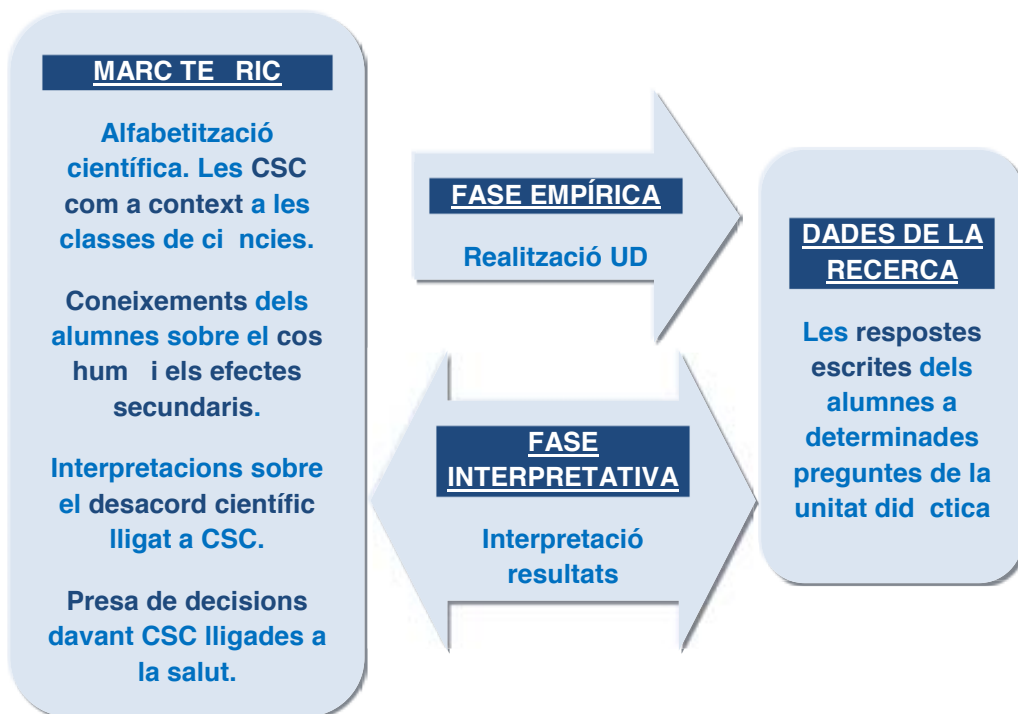 MARC TE RIC
Alfabetització
científica. Les CSC
com a context a les
classes de ci ncies.
Coneixements dels
alumnes sobre el cos
hum i els efectes
secundaris.
Interpretacions sobre
el desacord científic
lligat a CSC.
Presa de decisions
davant CSC lligades a
la salut.
FASE EMPÍRICA
Realització UD
FASE
INTERPRETATIVA
Interpretació
resultats
DADES DE LA
RECERCA
Les respostes
escrites dels
alumnes a
determinades
preguntes de la
unitat did ctica